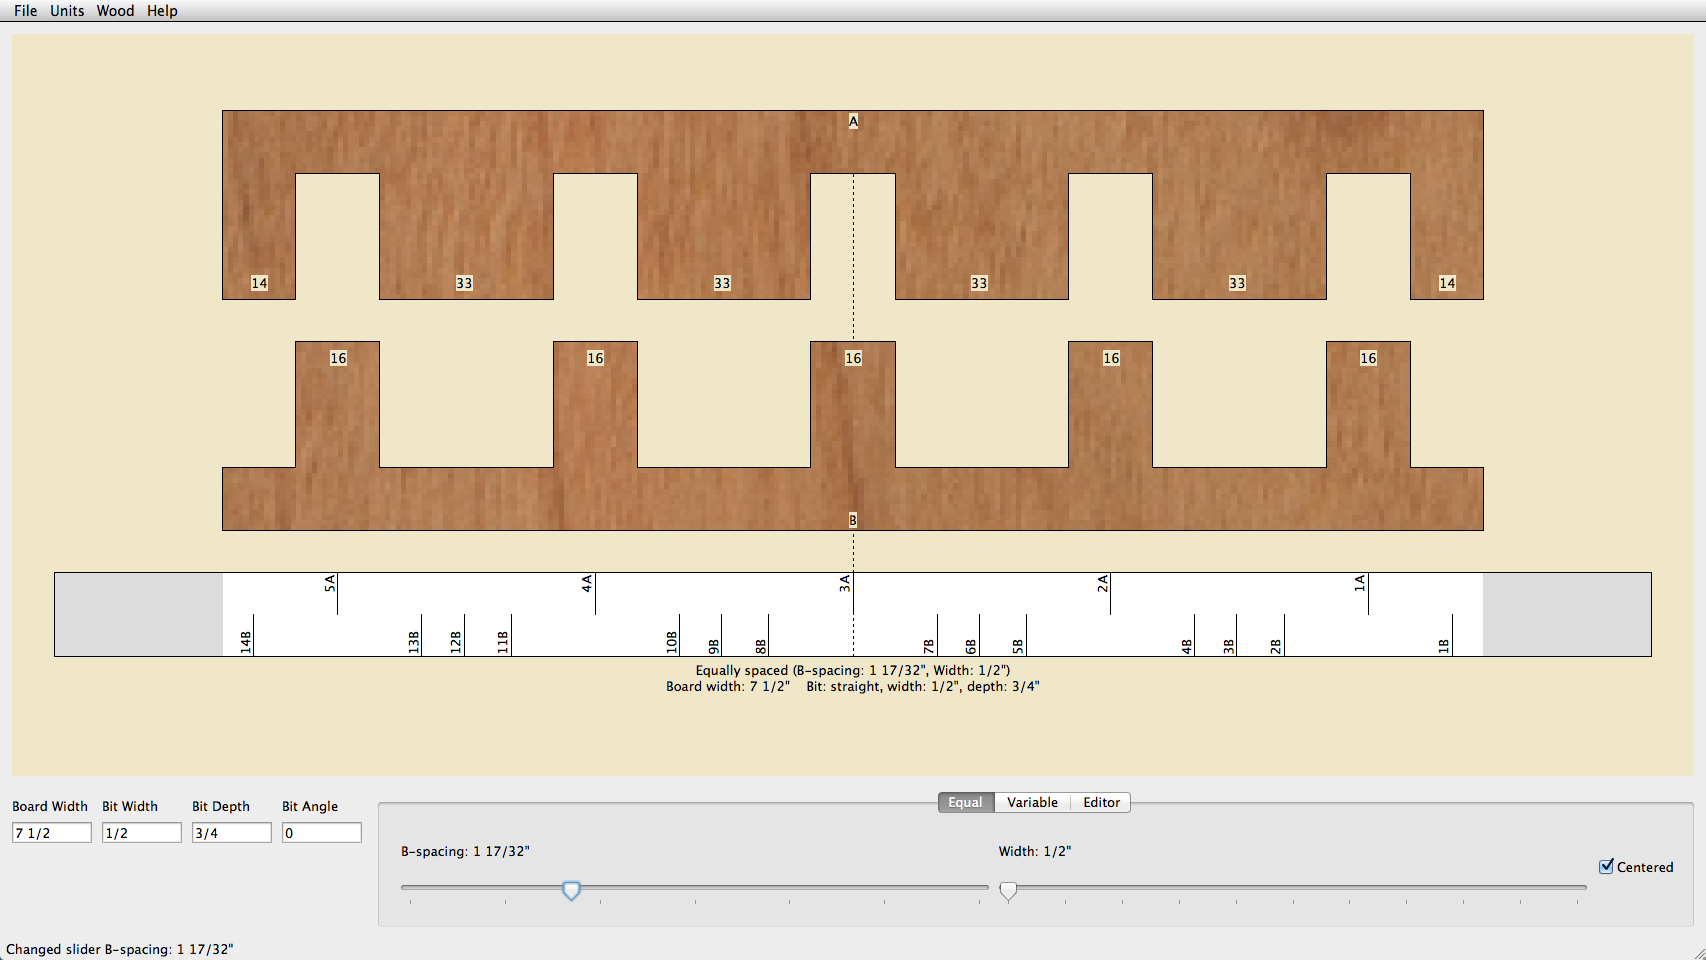 File Units Wood Help
A
14 33 33 33 33 14
16 16 16 16 16
B
5A 4A 3A 2A 1A
14B 13B 12B 11B 10B 9B 8B 7B 6B 5B 4B 3B 2B 1B
Equally spaced (B-spacing: 1 17/32", Width: 1/2")
Board width: 7 1/2" Bit: straight, width: 1/2", depth: 3/4"
Equal Variable Editor
Board Width Bit Width Bit Depth Bit Angle
7 1/2 1/2 3/4 0
B-spacing: 1 17/32" Width: 1/2"
Centered
Changed slider B-spacing: 1 17/32"